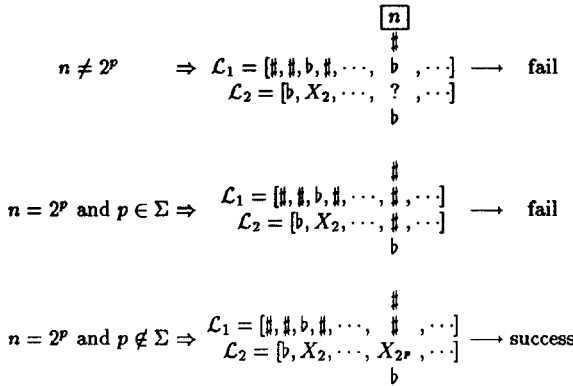 n
♯
n ≠ 2^p ⇒ 𝓛₁ = [♯, ♯, ♭, ♯, ⋯, ♭ , ⋯] ⟶ fail
𝓛₂ = [♭, X₂, ⋯, ? , ⋯]
♭
♯
n = 2^p and p ∈ Σ ⇒ 𝓛₁ = [♯, ♯, ♭, ♯, ⋯, ♯ , ⋯] ⟶ fail
𝓛₂ = [♭, X₂, ⋯, ♯ , ⋯]
♭
♯
n = 2^p and p ∉ Σ ⇒ 𝓛₁ = [♯, ♯, ♭, ♯, ⋯, ♯ , ⋯] ⟶ success
𝓛₂ = [♭, X₂, ⋯, X_{2^p} , ⋯]
♭